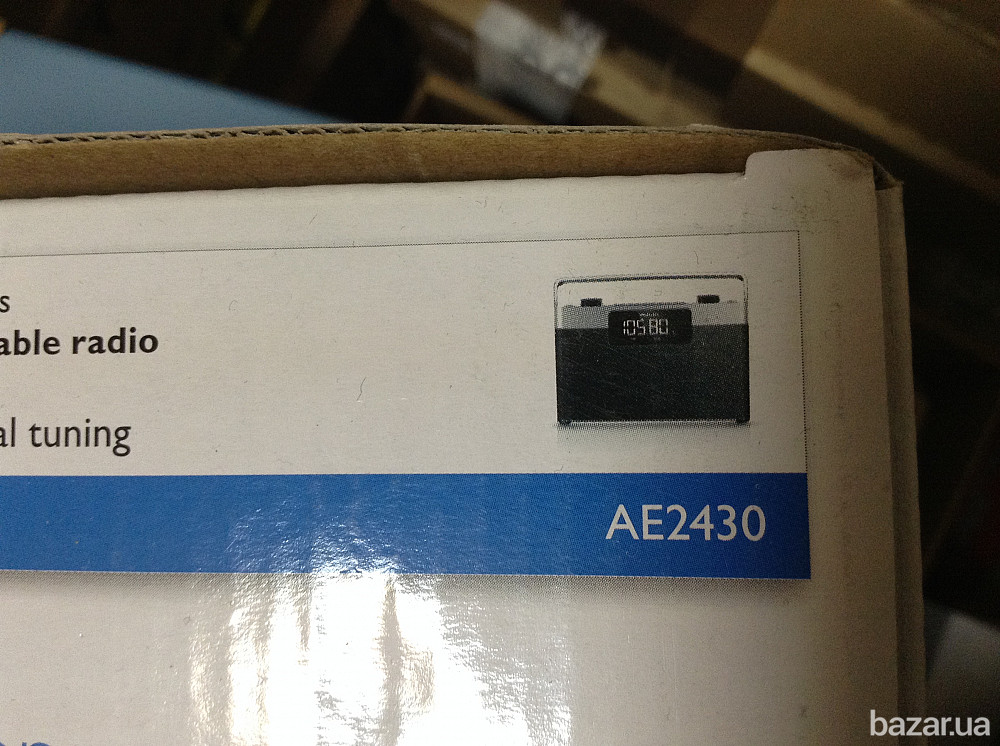 s
able radio
al tuning
105.80
AE2430
bazar.ua